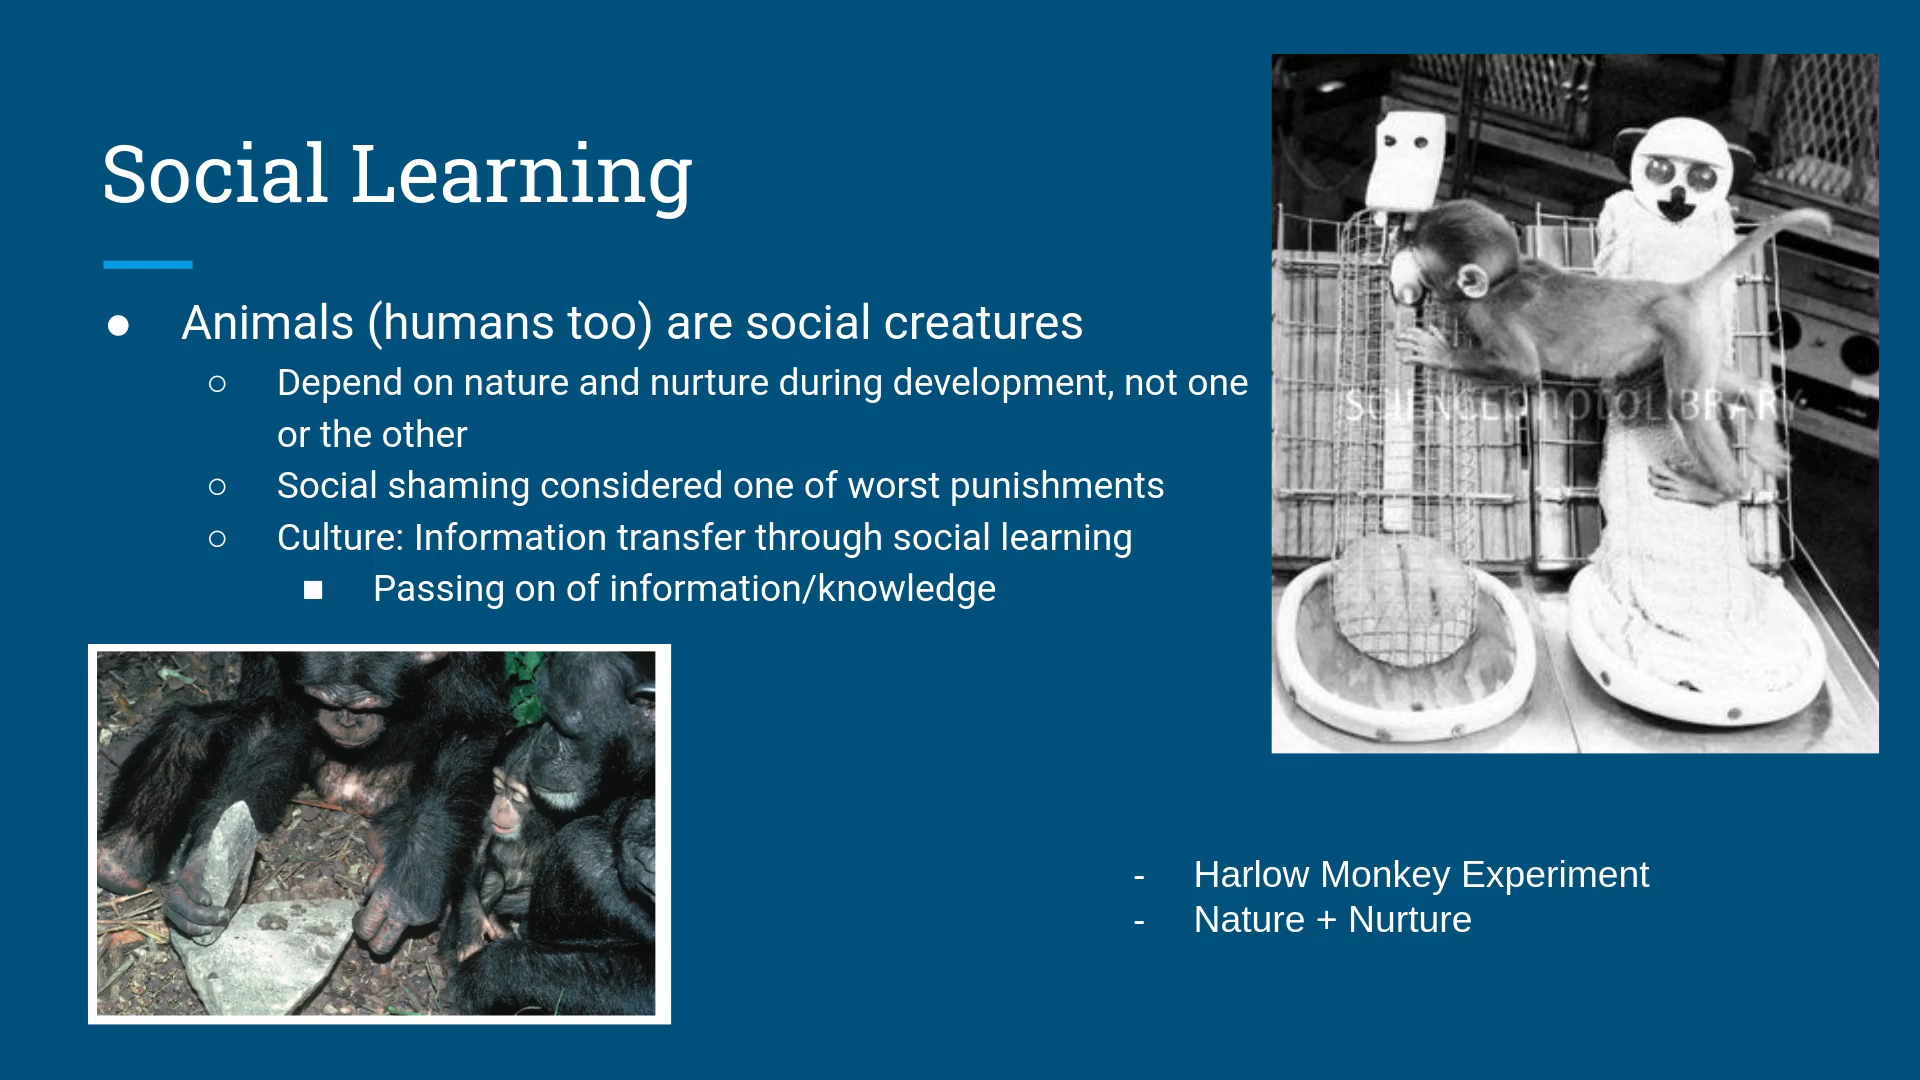 Social Learning
● Animals (humans too) are social creatures
○ Depend on nature and nurture during development, not one
or the other
○ Social shaming considered one of worst punishments
○ Culture: Information transfer through social learning
■ Passing on of information/knowledge
SCIENCEPHOTOLIBRARY
- Harlow Monkey Experiment
- Nature + Nurture